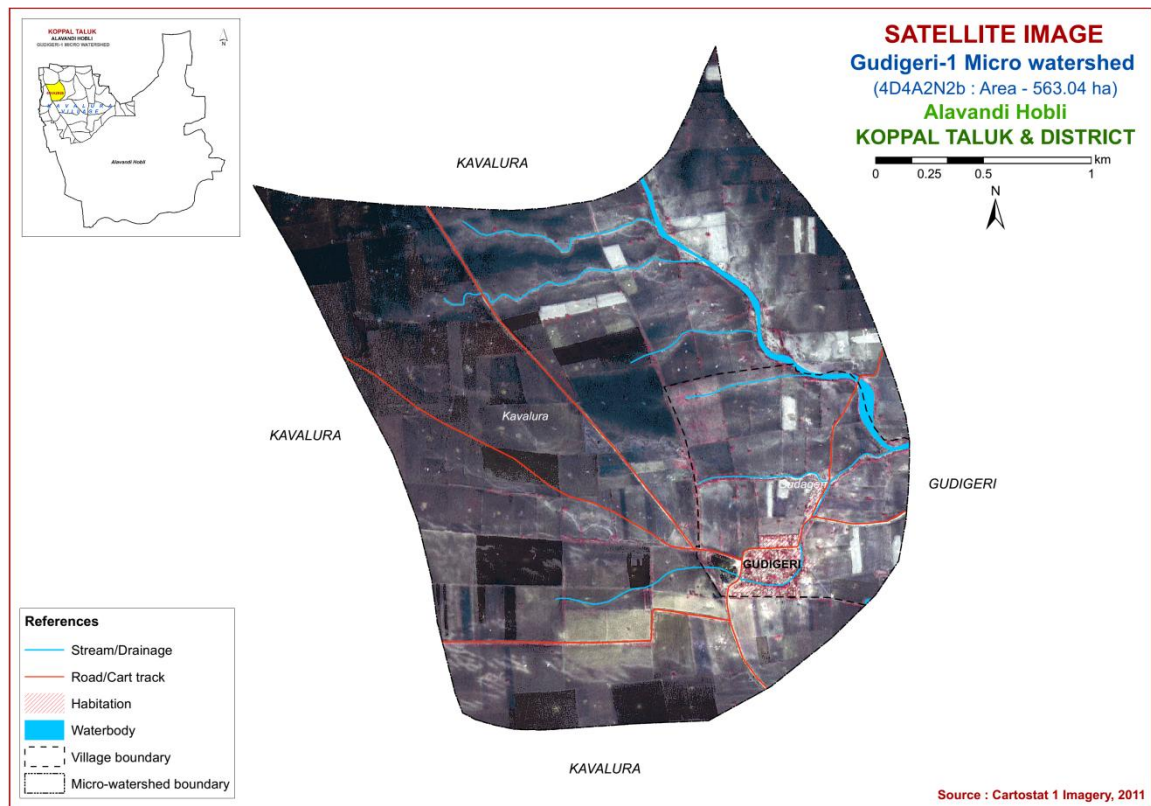 KOPPAL TALUK
ALAVANDI HOBLI
GUDIGERI-1 MICRO WATERSHED
N
KAVALURA
VILLAGE
Alavandi Hobli
SATELLITE IMAGE
Gudigeri-1 Micro watershed
(4D4A2N2b : Area - 563.04 ha)
Alavandi Hobli
KOPPAL TALUK & DISTRICT
km
0 0.25 0.5 1
N
KAVALURA
KAVALURA
Kavalura
GUDIGERI
Gudageri
GUDIGERI
KAVALURA
References
Stream/Drainage
Road/Cart track
Habitation
Waterbody
Village boundary
Micro-watershed boundary
Source : Cartostat 1 Imagery, 2011